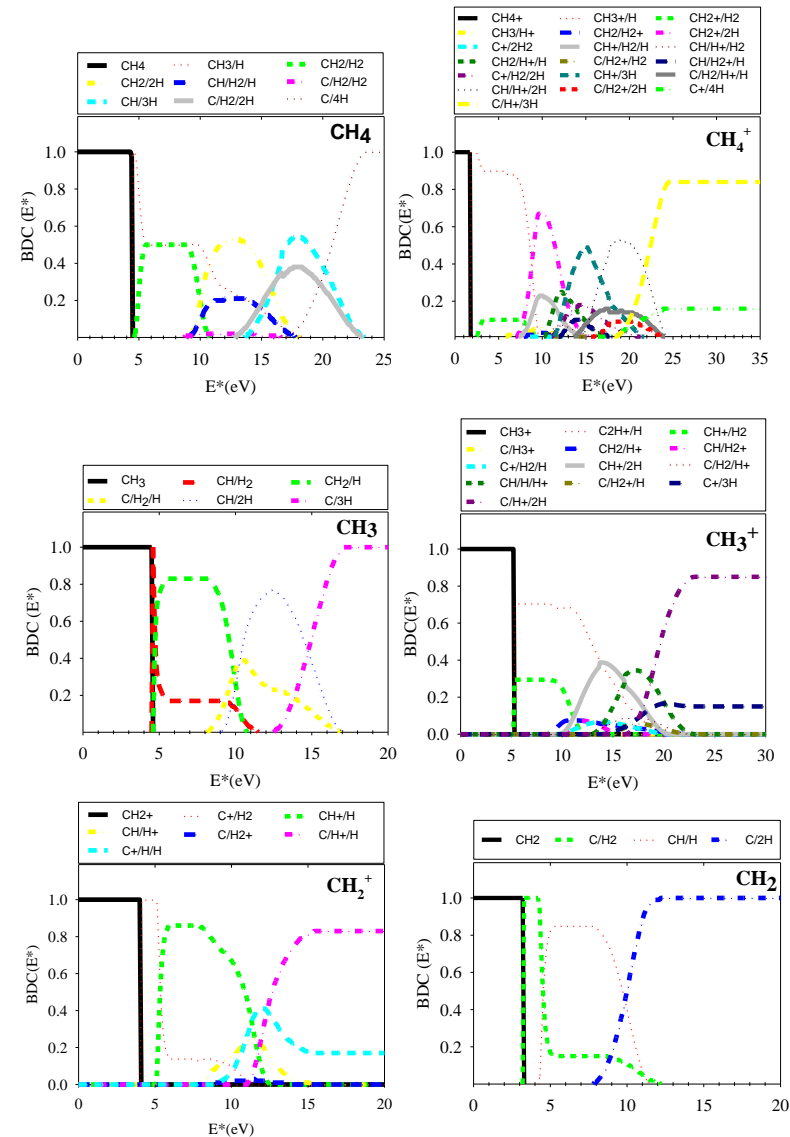 CH4 CH3/H CH2/H2
CH2/2H CH/H2/H C/H2/H2
CH/3H C/H2/2H C/4H
CH4
1.0
0.8
0.6
0.4
0.2
BDC (E*)
0 5 10 15 20 25
E*(eV)
CH4+ CH3+/H CH2+/H2
CH3/H+ CH2/H2+ CH2+/2H
C+/2H2 CH+/H2/H CH/H+/H2
CH2/H+/H C/H2+/H2 CH/H2+/H
C+/H2/2H CH+/3H C/H2/H+/H
CH/H+/2H C/H2+/2H C+/4H
C/H+/3H
CH₄⁺
1.0
0.8
0.6
0.4
0.2
BDC(E*)
0 5 10 15 20 25 30 35
E*(eV)
CH₃ CH/H₂ CH₂/H
C/H₂/H CH/2H C/3H
CH3
1.0
0.8
0.6
0.4
0.2
BDC (E*)
0 5 10 15 20
E*(eV)
CH3+ C2H+/H CH+/H2
C/H3+ CH2/H+ CH/H2+
C+/H2/H CH+/2H C/H2/H+
CH/H/H+ C/H2+/H C+/3H
C/H+/2H
CH3⁺
1.0
0.8
0.6
0.4
0.2
0.0
BDC(E*)
0 5 10 15 20 25 30
E*(eV)
CH2+ C+/H2 CH+/H
CH/H+ C/H2+ C/H+/H
C+/H/H
CH₂⁺
1.0
0.8
0.6
0.4
0.2
0.0
BDC(E*)
0 5 10 15 20
E*(eV)
CH2 C/H2 CH/H C/2H
CH2
1.0
0.8
0.6
0.4
0.2
BDC (E*)
0 5 10 15 20